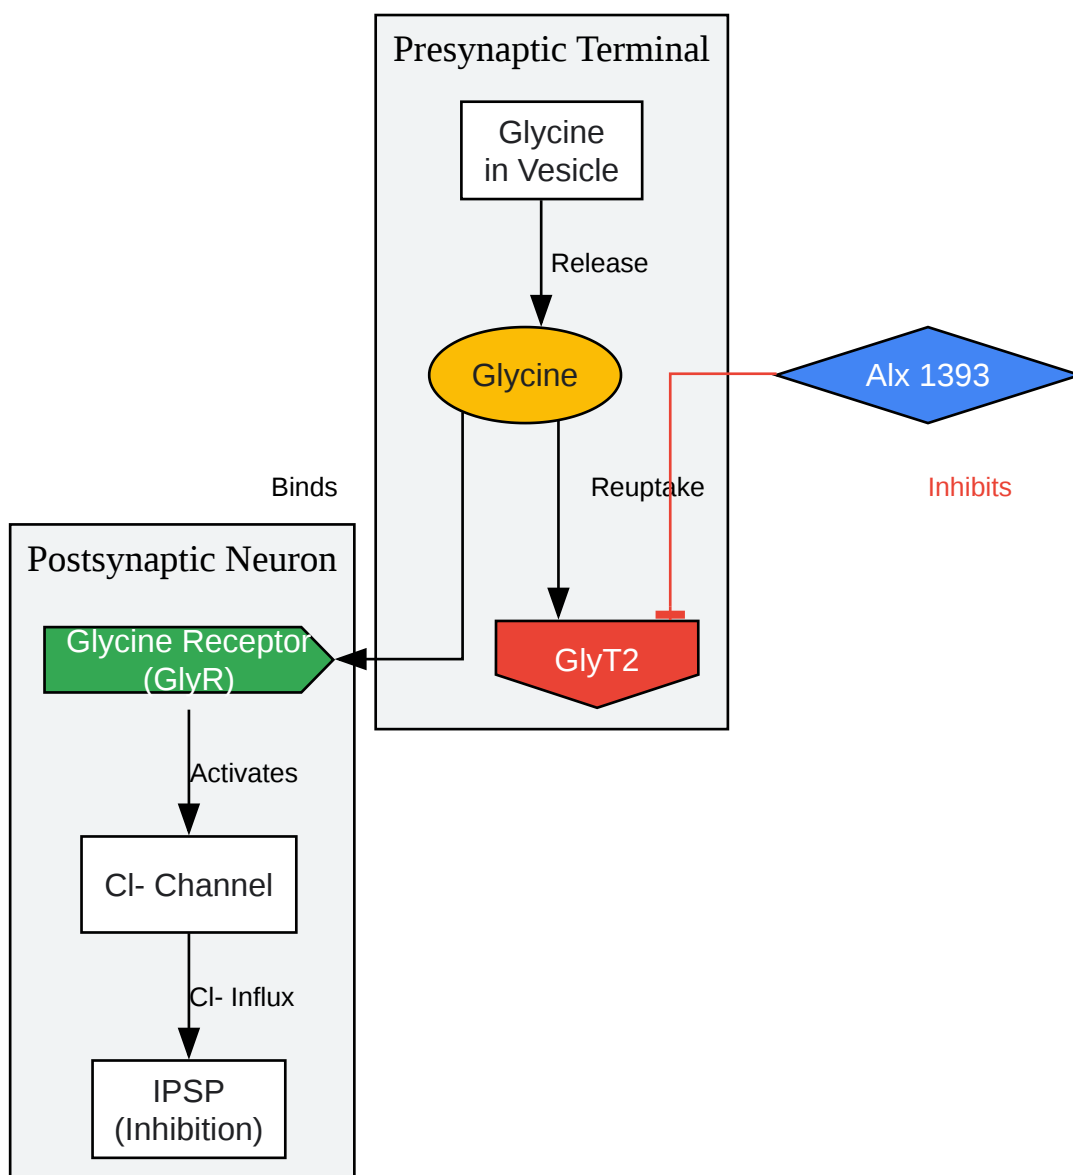 Presynaptic Terminal
Glycine
in Vesicle
Release
Glycine
Alx 1393
Binds
Reuptake
Inhibits
Postsynaptic Neuron
Glycine Receptor
(GlyR)
GlyT2
Activates
Cl- Channel
Cl- Influx
IPSP
(Inhibition)